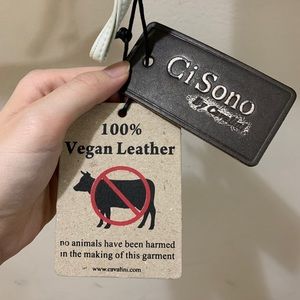 Ci Sono
100%
Vegan Leather
no animals have been harmed
in the making of this garment
www.cavalini.com